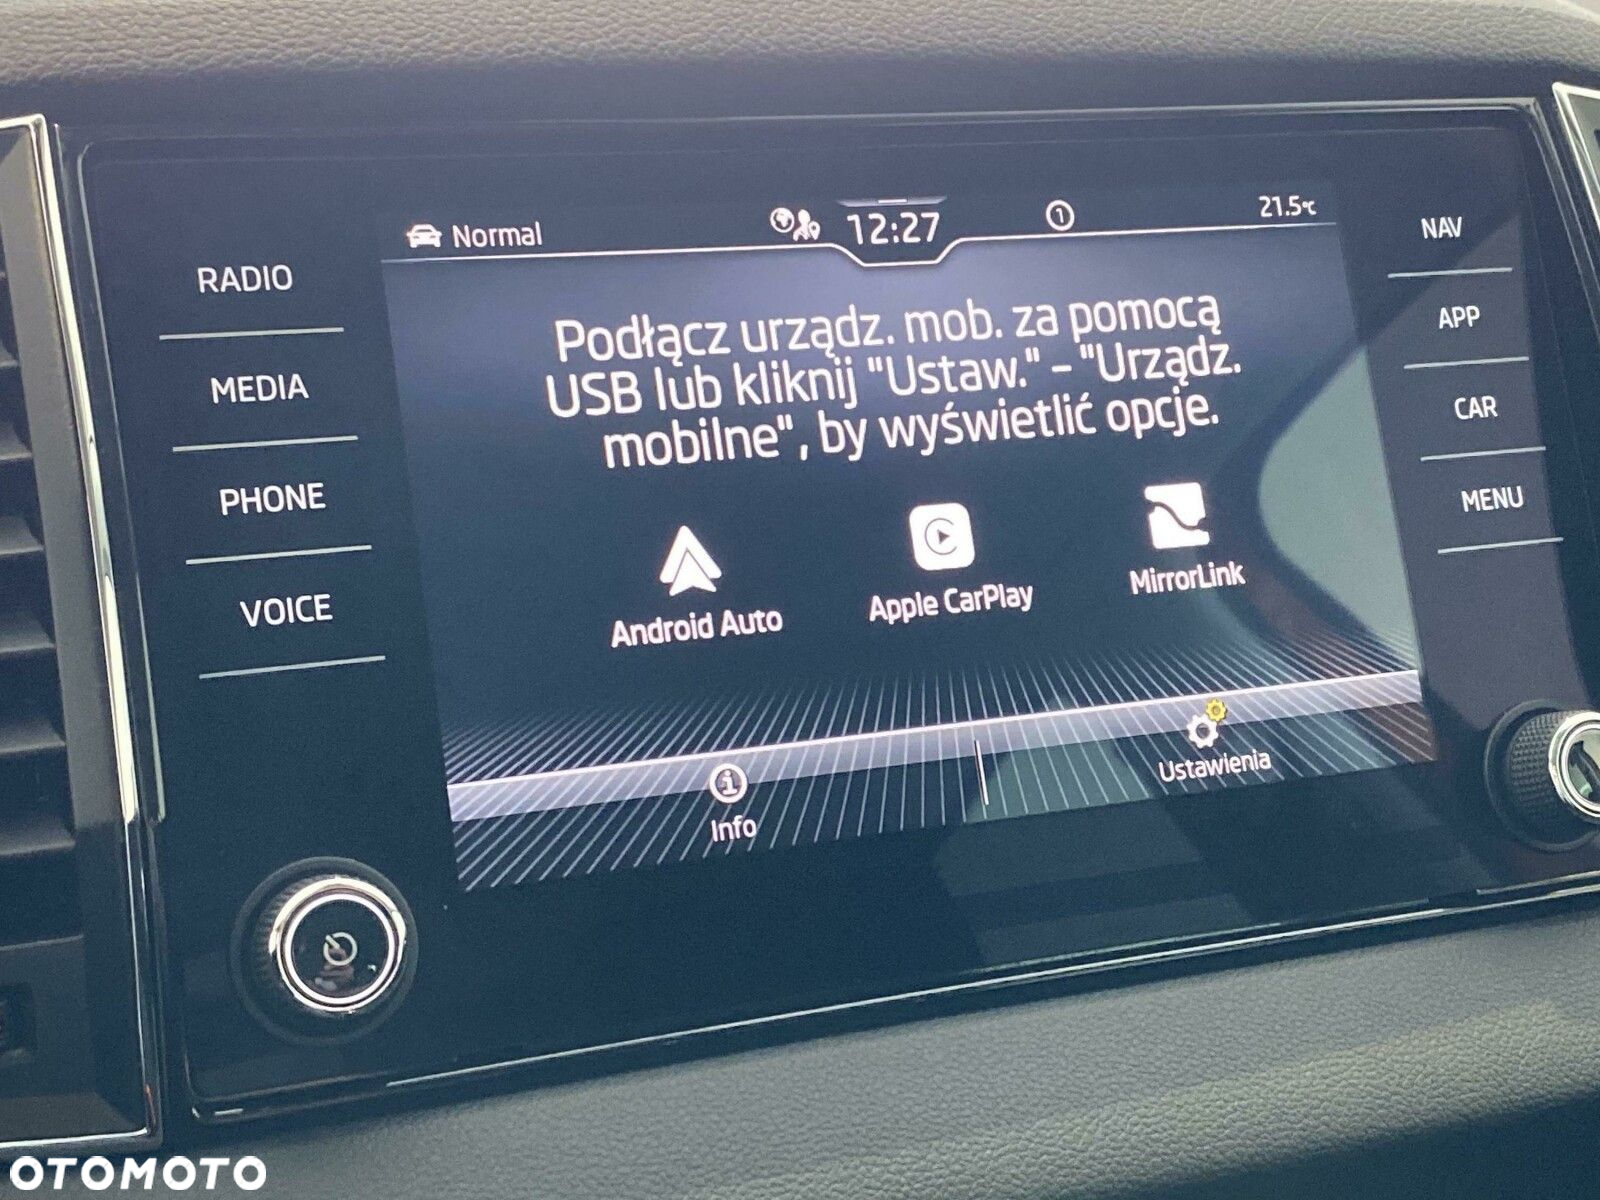 Normal
12:27
1
21.5°C
RADIO
MEDIA
PHONE
VOICE
NAV
APP
CAR
MENU
Podłącz urządz. mob. za pomocą
USB lub kliknij "Ustaw." - "Urządz.
mobilne", by wyświetlić opcje.
Android Auto
Apple CarPlay
MirrorLink
Info
Ustawienia
OTOMOTO